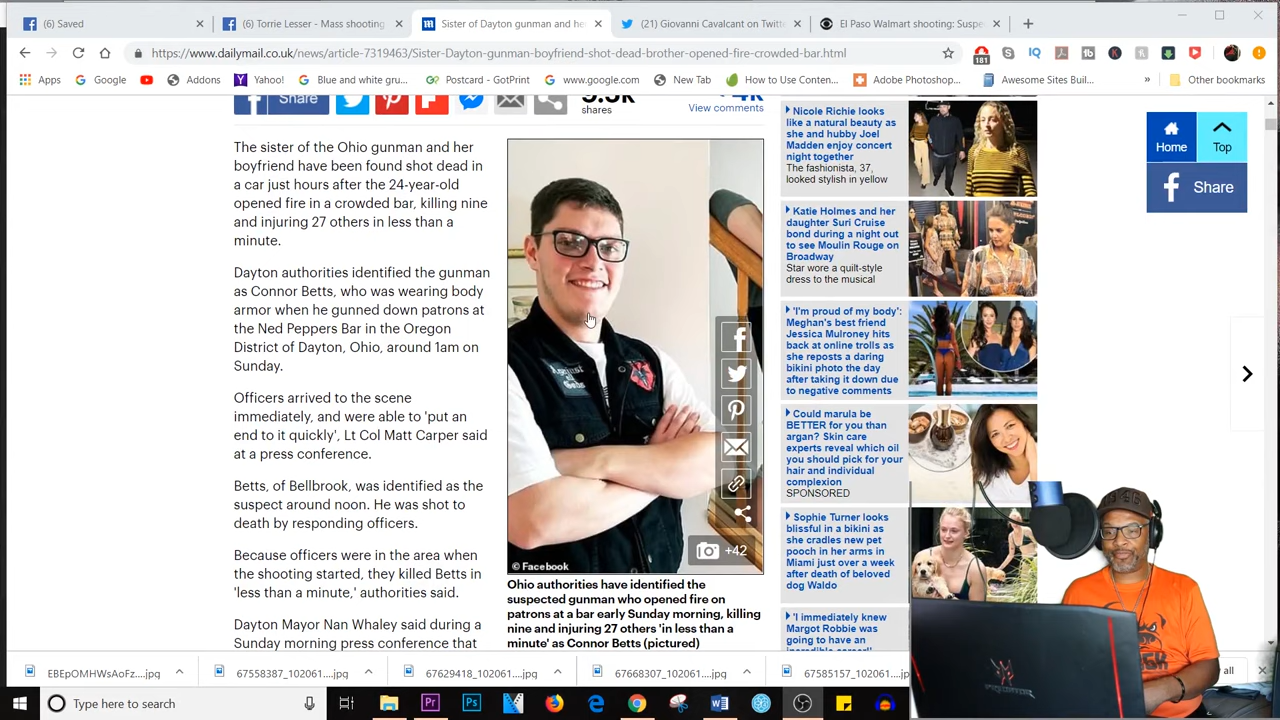 (6) Saved
(6) Torrie Lesser - Mass shooting
Sister of Dayton gunman and he
(21) Giovanni Cavalcant on Twitt
El Paso Walmart shooting: Suspe
https://www.dailymail.co.uk/news/article-7319463/Sister-Dayton-gunman-boyfriend-shot-dead-brother-opened-fire-crowded-bar.html
181
Apps
Google
Addons
Yahoo!
Blue and white gru...
Postcard - GotPrint
www.google.com
New Tab
How to Use Conten...
Adobe Photoshop...
Awesome Sites Buil...
Other bookmarks
Share
shares
View comments
The sister of the Ohio gunman and her
boyfriend have been found shot dead in
a car just hours after the 24-year-old
opened fire in a crowded bar, killing nine
and injuring 27 others in less than a
minute.
Dayton authorities identified the gunman
as Connor Betts, who was wearing body
armor when he gunned down patrons at
the Ned Peppers Bar in the Oregon
District of Dayton, Ohio, around 1am on
Sunday.
Officers arrived to the scene
immediately and were able to 'put an
end to it quickly', Lt Col Matt Carper said
at a press conference.
Betts, of Bellbrook, was identified as the
suspect around noon. He was shot to
death by responding officers.
Because officers were in the area when
the shooting started, they killed Betts in
'less than a minute,' authorities said.
Dayton Mayor Nan Whaley said during a
Sunday morning press conference that
+42
© Facebook
Ohio authorities have identified the
suspected gunman who opened fire on
patrons at a bar early Sunday morning, killing
nine and injuring 27 others 'in less than a
minute' as Connor Betts (pictured)
Nicole Richie looks
like a natural beauty as
she and hubby Joel
Madden enjoy concert
night together
The fashionista, 37,
looked stylish in yellow
Katie Holmes and her
daughter Suri Cruise
bond during a night out
to see Moulin Rouge on
Broadway
Star wore a quilt-style
dress to the musical
'I'm proud of my body':
Meghan's best friend
Jessica Mulroney hits
back at online trolls as
she reposts a daring
bikini photo the day
after taking it down due
to negative comments
Could marula be
BETTER for you than
argan? Skin care
experts reveal which oil
you should pick for your
hair and individual
complexion
SPONSORED
Sophie Turner looks
blissful in a bikini as
she cradles new pet
pooch in her arms in
Miami just over a week
after death of beloved
dog Waldo
'I immediately knew
Margot Robbie was
going to have an
Home
Top
Share
EBEpOMHWsAoFz....jpg
67558387_102061....jpg
67629418_102061....jpg
67668307_102061....jpg
67585157_102061....jpg
all
Type here to search